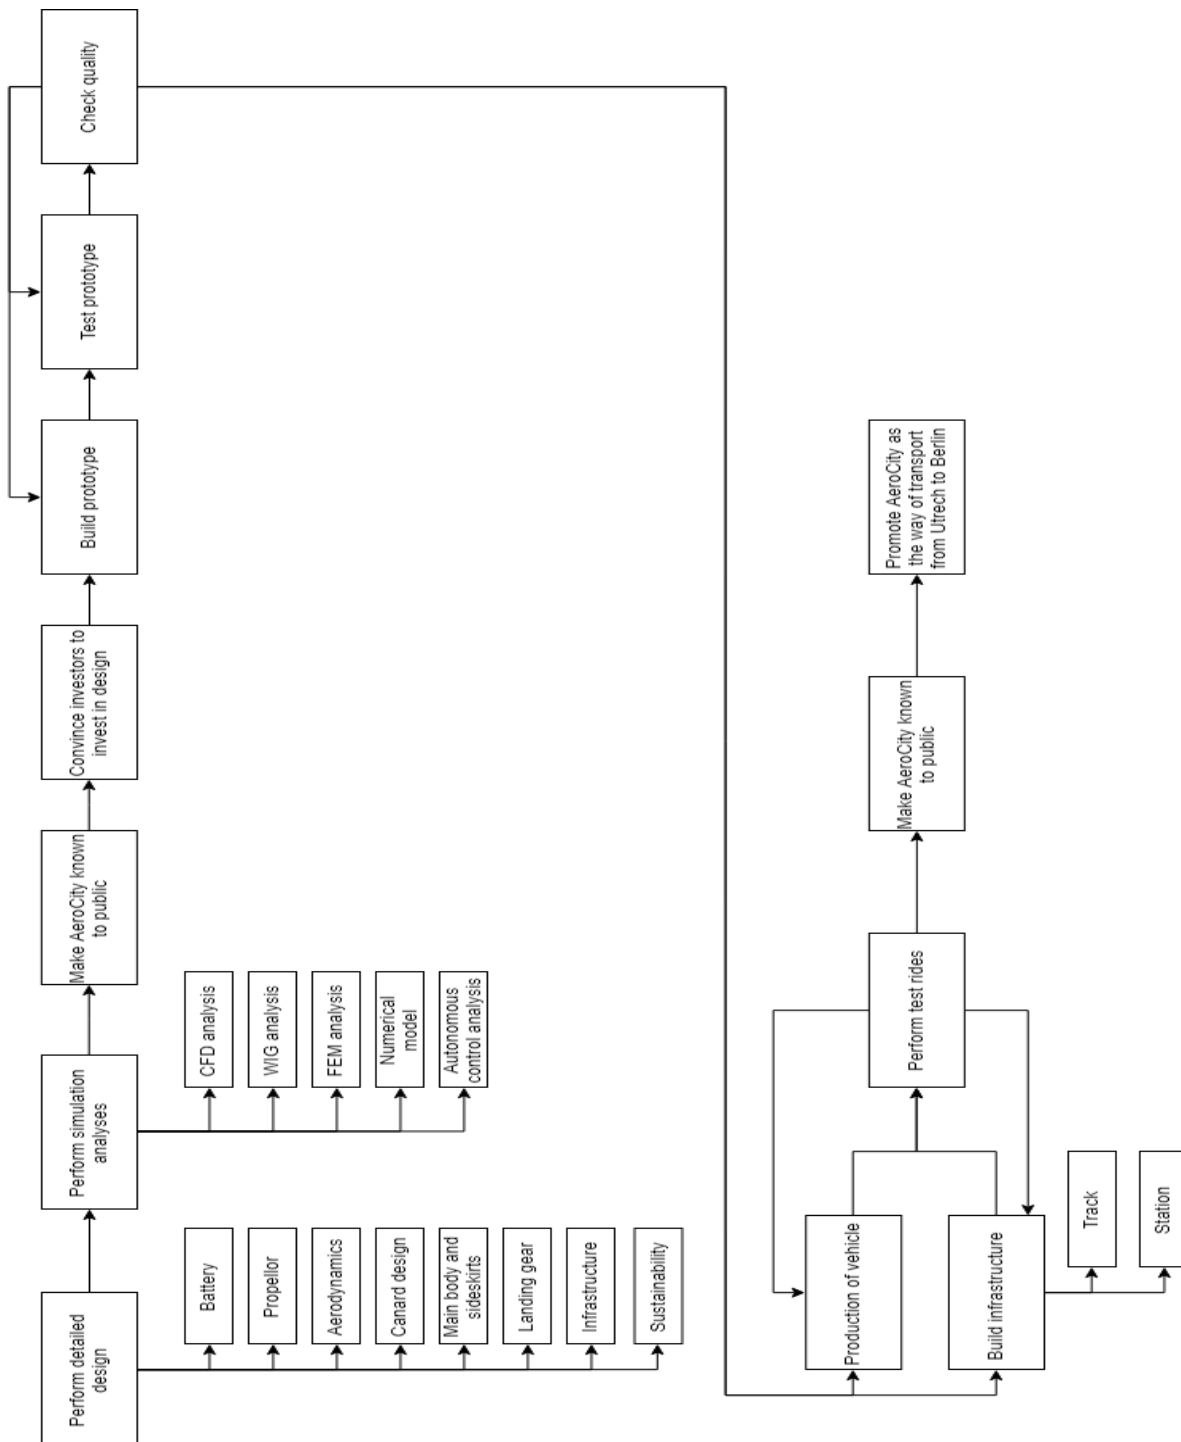 Perform detailed
design
Perform simulation
analyses
Make AeroCity known
to public
Convince investors to
invest in design
Build prototype
Test prototype
Check quality
Battery
Propellor
Aerodynamics
Canard design
Main body and
sideskirts
Landing gear
Infrastructure
Sustainability
CFD analysis
WIG analysis
FEM analysis
Numerical
model
Autonomous
control analysis
Production of vehicle
Build infrastructure
Track
Station
Perform test rides
Make AeroCity known
to public
Promote AeroCity as
the way of transport
from Utrech to Berlin